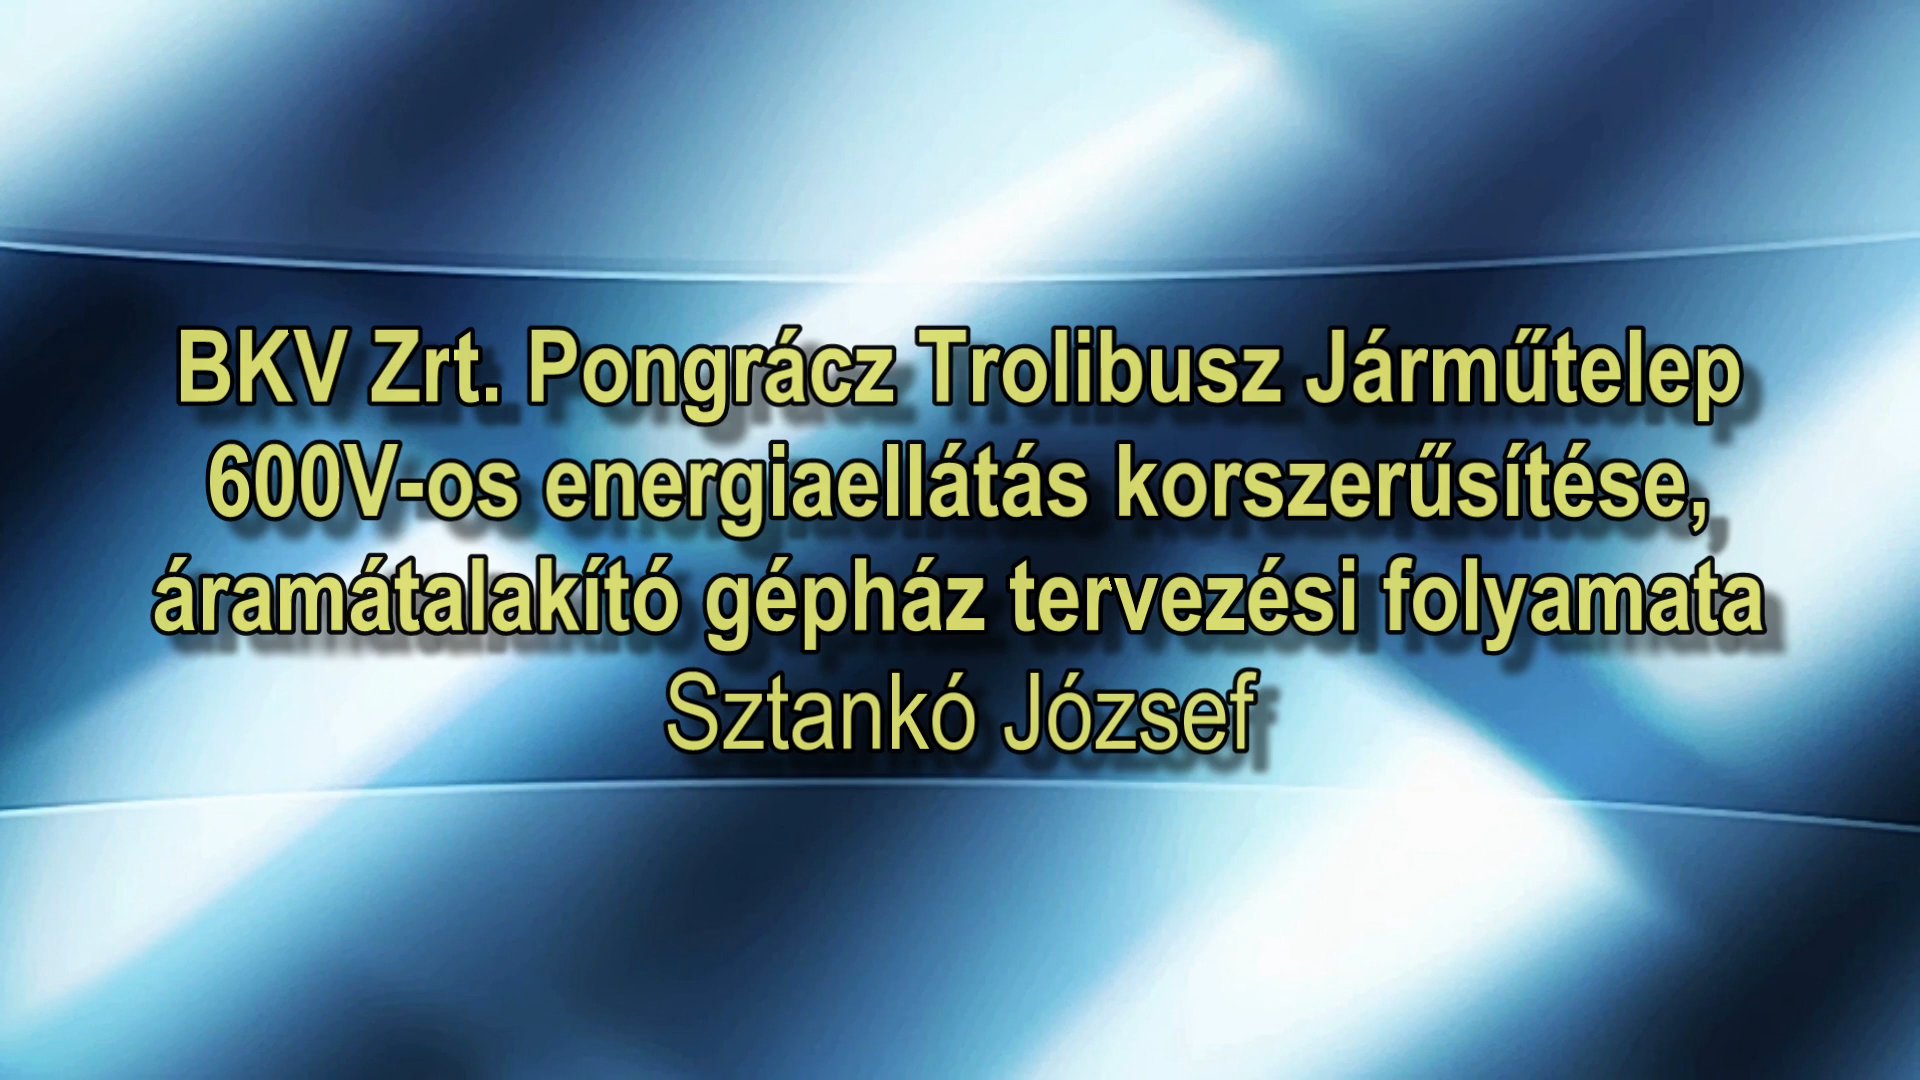 BKV Zrt. Pongrácz Trolibusz Járműtelep
600V-os energiaellátás korszerűsítése,
áramátalakító gépház tervezési folyamata
Sztankó József